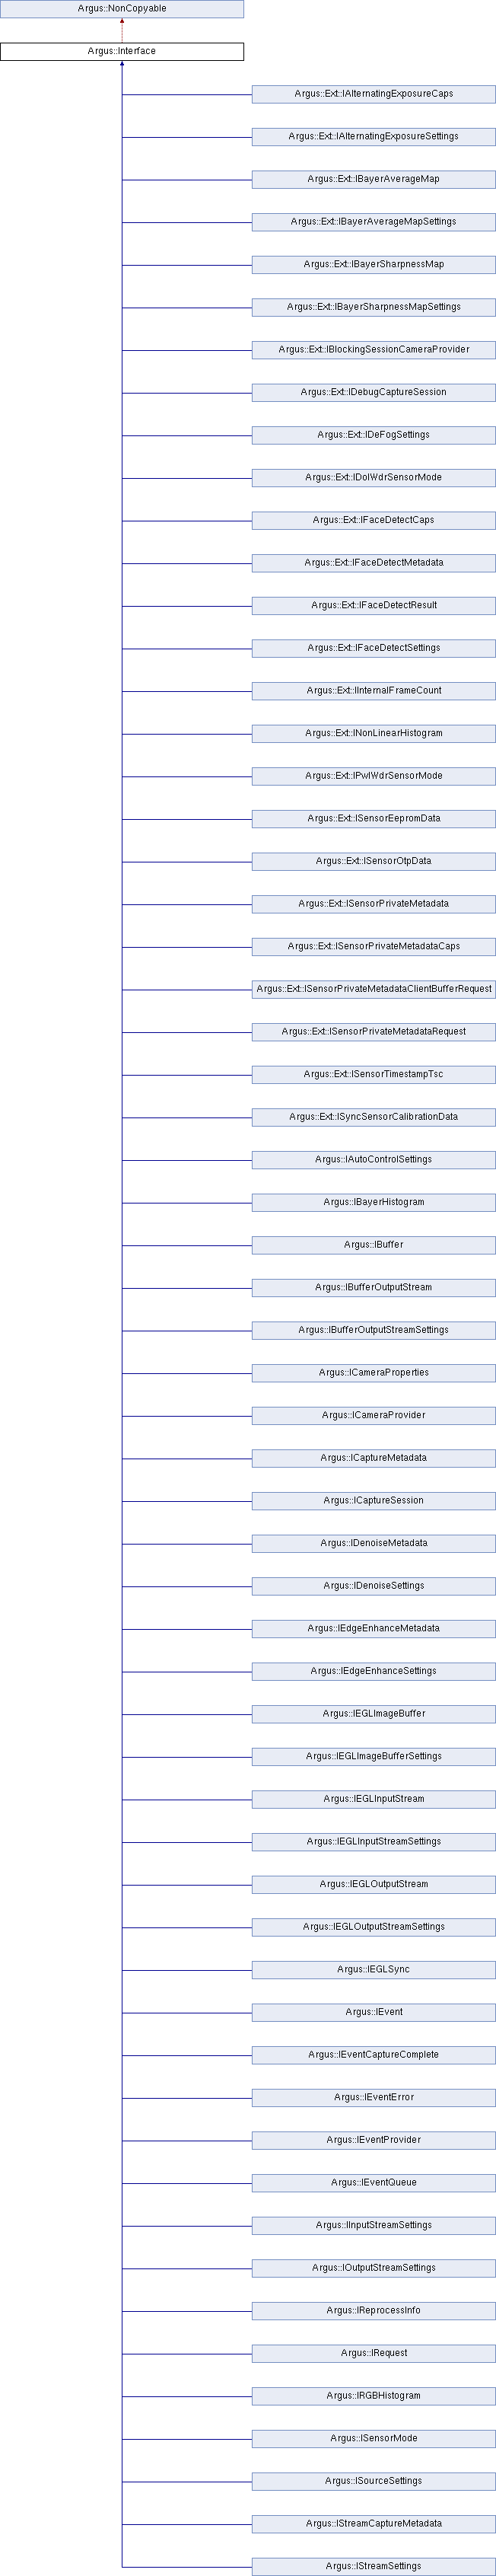 Argus::NonCopyable
Argus::Interface
Argus::Ext::IAlternatingExposureCaps
Argus::Ext::IAlternatingExposureSettings
Argus::Ext::IBayerAverageMap
Argus::Ext::IBayerAverageMapSettings
Argus::Ext::IBayerSharpnessMap
Argus::Ext::IBayerSharpnessMapSettings
Argus::Ext::IBlockingSessionCameraProvider
Argus::Ext::IDebugCaptureSession
Argus::Ext::IDeFogSettings
Argus::Ext::IDolWdrSensorMode
Argus::Ext::IFaceDetectCaps
Argus::Ext::IFaceDetectMetadata
Argus::Ext::IFaceDetectResult
Argus::Ext::IFaceDetectSettings
Argus::Ext::IInternalFrameCount
Argus::Ext::INonLinearHistogram
Argus::Ext::IPwlWdrSensorMode
Argus::Ext::ISensorEepromData
Argus::Ext::ISensorOtpData
Argus::Ext::ISensorPrivateMetadata
Argus::Ext::ISensorPrivateMetadataCaps
Argus::Ext::ISensorPrivateMetadataClientBufferRequest
Argus::Ext::ISensorPrivateMetadataRequest
Argus::Ext::ISensorTimestampTsc
Argus::Ext::ISyncSensorCalibrationData
Argus::IAutoControlSettings
Argus::IBayerHistogram
Argus::IBuffer
Argus::IBufferOutputStream
Argus::IBufferOutputStreamSettings
Argus::ICameraProperties
Argus::ICameraProvider
Argus::ICaptureMetadata
Argus::ICaptureSession
Argus::IDenoiseMetadata
Argus::IDenoiseSettings
Argus::IEdgeEnhanceMetadata
Argus::IEdgeEnhanceSettings
Argus::IEGLImageBuffer
Argus::IEGLImageBufferSettings
Argus::IEGLInputStream
Argus::IEGLInputStreamSettings
Argus::IEGLOutputStream
Argus::IEGLOutputStreamSettings
Argus::IEGLSync
Argus::IEvent
Argus::IEventCaptureComplete
Argus::IEventError
Argus::IEventProvider
Argus::IEventQueue
Argus::IInputStreamSettings
Argus::IOutputStreamSettings
Argus::IReprocessInfo
Argus::IRequest
Argus::IRGBHistogram
Argus::ISensorMode
Argus::ISourceSettings
Argus::IStreamCaptureMetadata
Argus::IStreamSettings